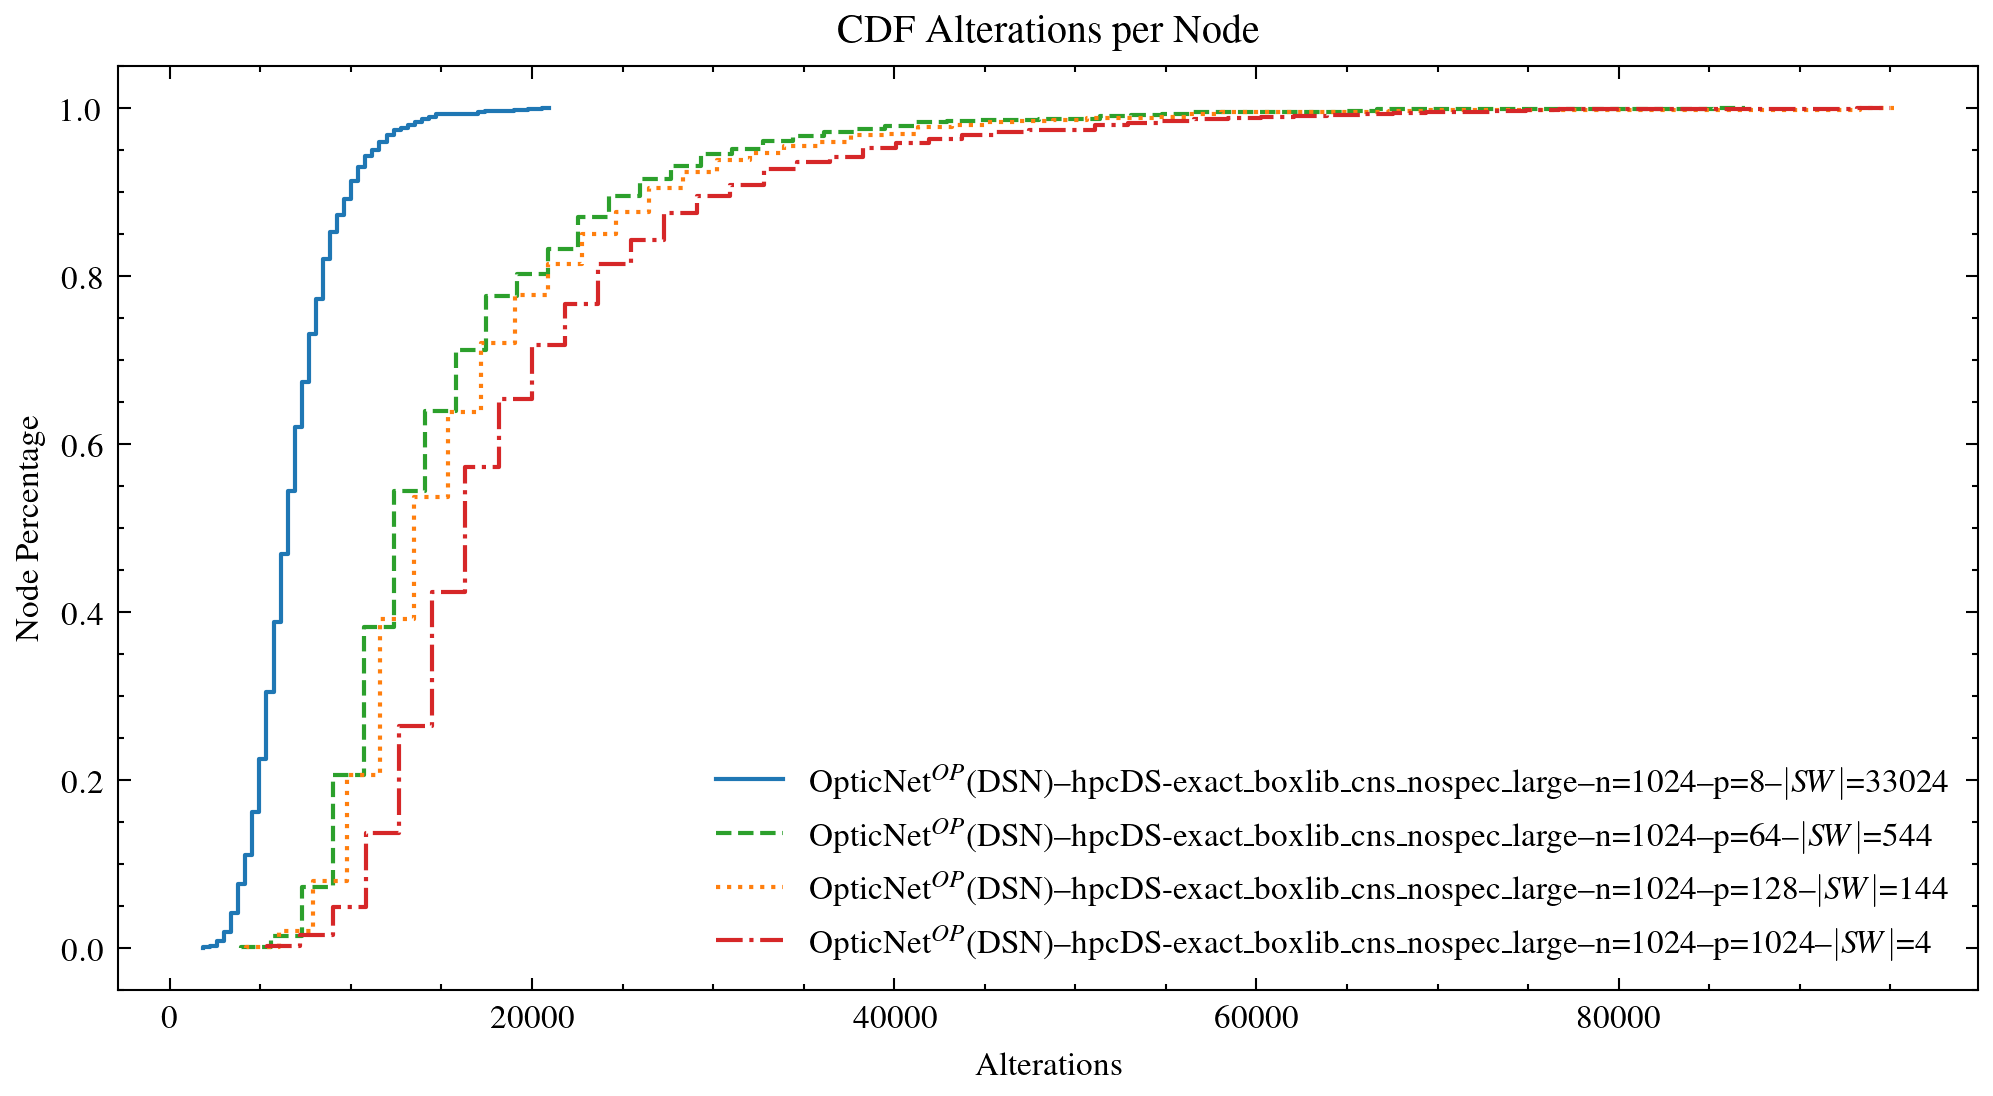 CDF Alterations per Node
1.0
0.8
0.6
0.4
0.2
0.0
Node Percentage
OpticNet^OP(DSN)–hpcDS-exact_boxlib_cns_nospec_large–n=1024–p=8–|SW|=33024
OpticNet^OP(DSN)–hpcDS-exact_boxlib_cns_nospec_large–n=1024–p=64–|SW|=544
OpticNet^OP(DSN)–hpcDS-exact_boxlib_cns_nospec_large–n=1024–p=128–|SW|=144
OpticNet^OP(DSN)–hpcDS-exact_boxlib_cns_nospec_large–n=1024–p=1024–|SW|=4
0 20000 40000 60000 80000
Alterations